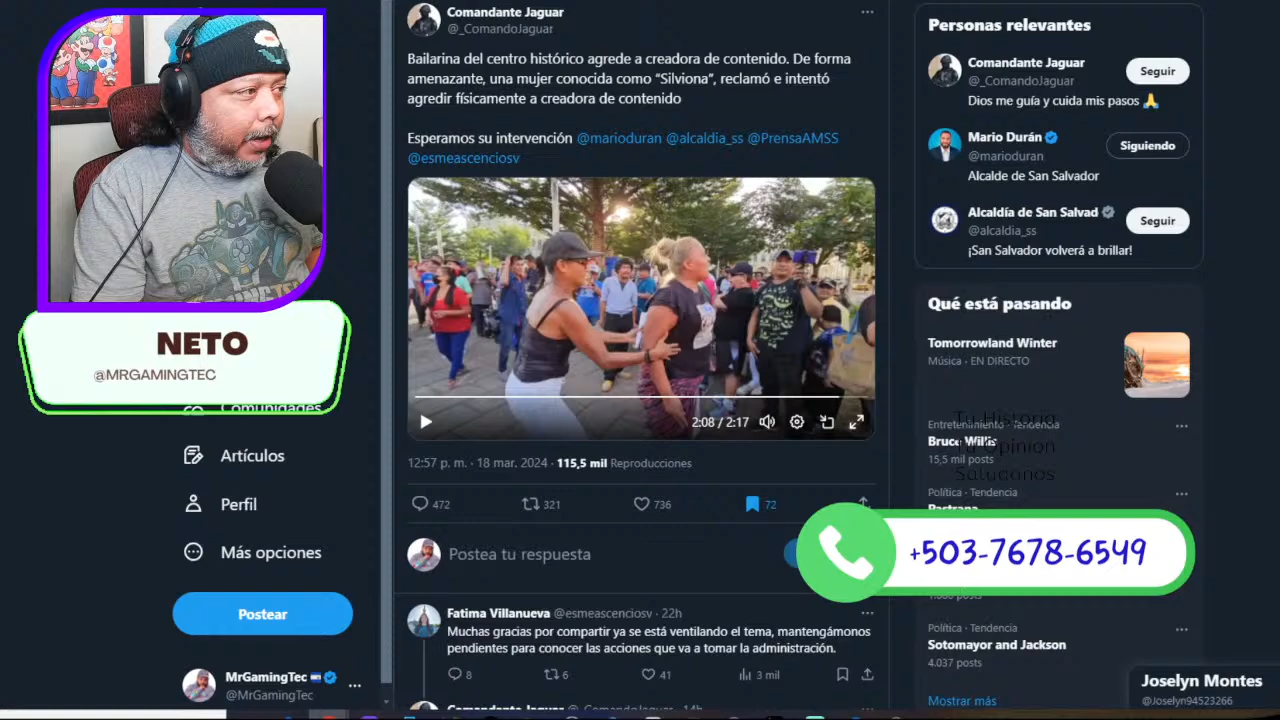 Comandante Jaguar
@_ComandoJaguar
Bailarina del centro histórico agrede a creadora de contenido. De forma
amenazante, una mujer conocida como “Silviona”, reclamó e intentó
agredir físicamente a creadora de contenido
Esperamos su intervención @marioduran @alcaldia_ss @PrensaAMSS
@esmeascenciosv
2:08 / 2:17
12:57 p. m. · 18 mar. 2024 · 115,5 mil Reproducciones
472
321
736
72
Postea tu respuesta
Fatima Villanueva @esmeascenciosv · 22h
Muchas gracias por compartir ya se está ventilando el tema, mantengámonos
pendientes para conocer las acciones que va a tomar la administración.
8
6
41
3 mil
NETO
@MRGAMINGTEC
Comunidades
Artículos
Perfil
Más opciones
Postear
MrGamingTec
@MrGamingTec
Personas relevantes
Comandante Jaguar
@_ComandoJaguar
Seguir
Dios me guía y cuida mis pasos 🙏
Mario Durán
@marioduran
Siguiendo
Alcalde de San Salvador
Alcaldía de San Salvad
@alcaldia_ss
Seguir
¡San Salvador volverá a brillar!
Qué está pasando
Tomorrowland Winter
Música · EN DIRECTO
Tu Historia
Entretenimiento · Tendencia
Bruce Willis
Tu Opinion
15,5 mil posts
Saludanos
Política · Tendencia
Pastrana
+503-7678-6549
Política · Tendencia
Sotomayor and Jackson
4.037 posts
Mostrar más
Joselyn Montes
@Joselyn94523266